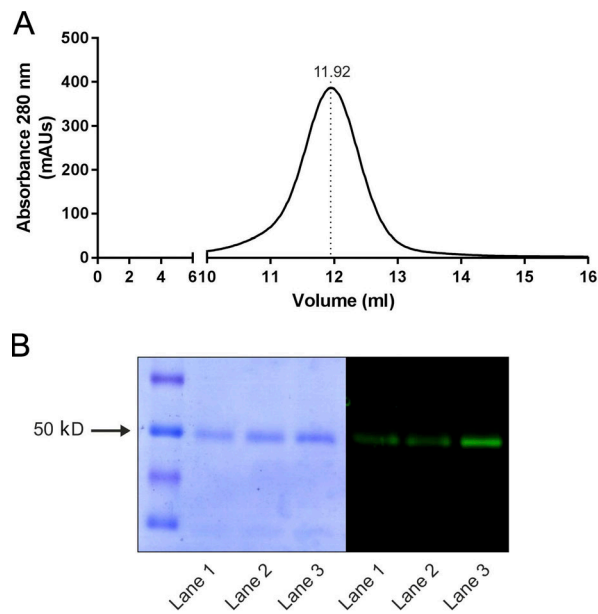 A
Absorbance 280 nm
(mAUs)
500
400
300
200
100
0
11.92
0 2 4 6 10 11 12 13 14 15 16
Volume (ml)
B
50 kD
Lane 1 Lane 2 Lane 3 Lane 1 Lane 2 Lane 3